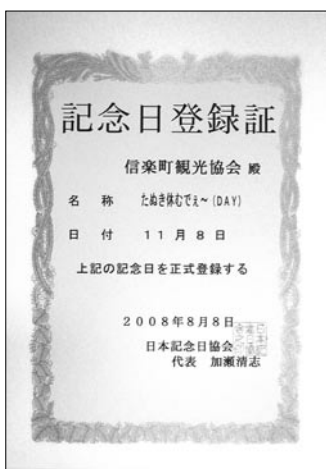 記念日登録証
信楽町観光協会 殿
名 称 たぬき休むでぇ~(DAY)
日 付 11月8日
上記の記念日を正式登録する
2008年8月8日
日本記念日協会
代表 加瀬清志